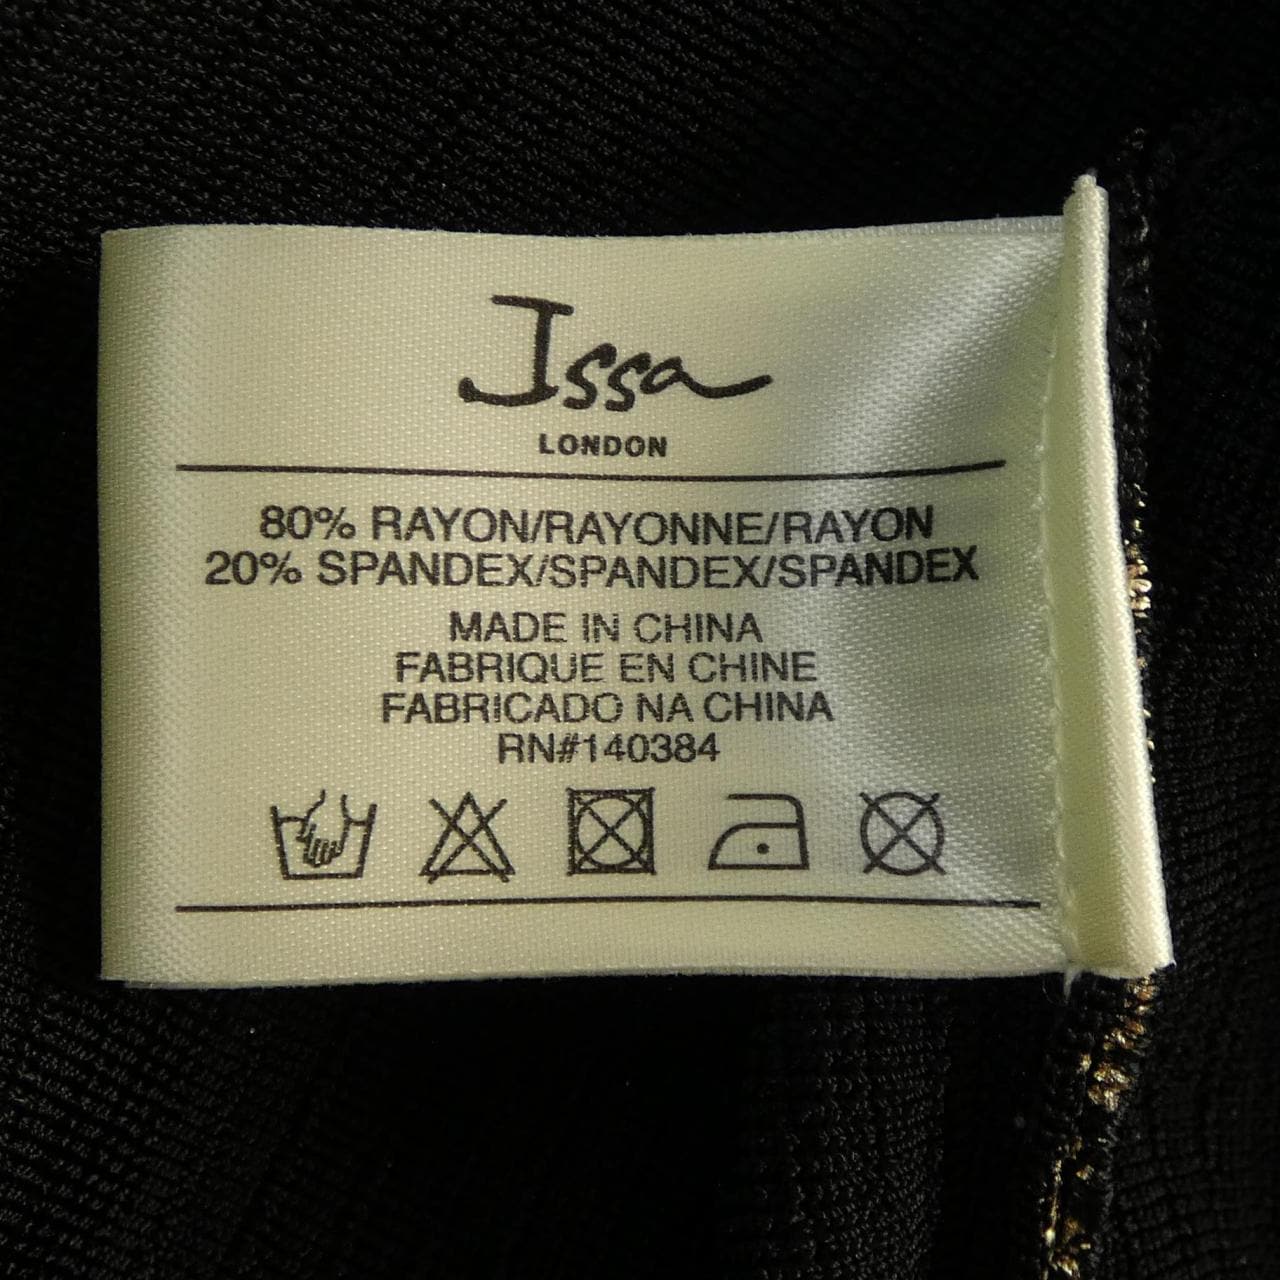 Issa
LONDON
80% RAYON/RAYONNE/RAYON
20% SPANDEX/SPANDEX/SPANDEX
MADE IN CHINA
FABRIQUE EN CHINE
FABRICADO NA CHINA
RN#140384